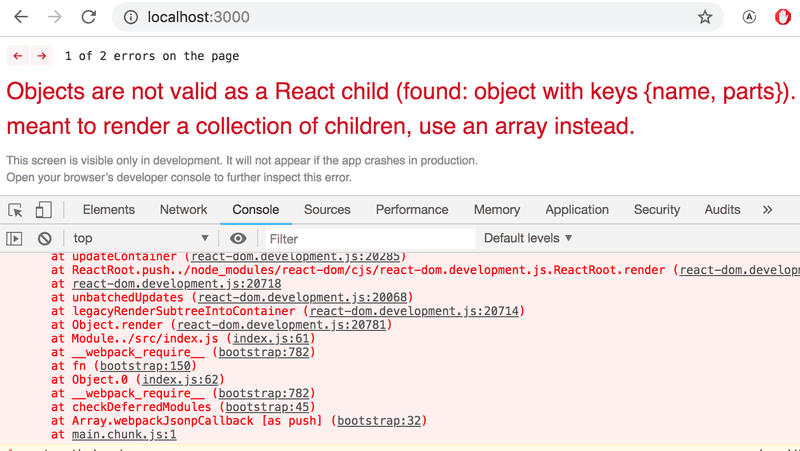 localhost:3000
1 of 2 errors on the page
Objects are not valid as a React child (found: object with keys {name, parts}).
meant to render a collection of children, use an array instead.
This screen is visible only in development. It will not appear if the app crashes in production.
Open your browser's developer console to further inspect this error.
Elements Network Console Sources Performance Memory Application Security Audits »
top Filter Default levels
at updateContainer (react-dom.development.js:20285)
at ReactRoot.push../node_modules/react-dom/cjs/react-dom.development.js.ReactRoot.render (react-dom.develop
at react-dom.development.js:20718
at unbatchedUpdates (react-dom.development.js:20068)
at legacyRenderSubtreeIntoContainer (react-dom.development.js:20714)
at Object.render (react-dom.development.js:20781)
at Module../src/index.js (index.js:61)
at __webpack_require__ (bootstrap:782)
at fn (bootstrap:150)
at Object.0 (index.js:62)
at __webpack_require__ (bootstrap:782)
at checkDeferredModules (bootstrap:45)
at Array.webpackJsonpCallback [as push] (bootstrap:32)
at main.chunk.js:1